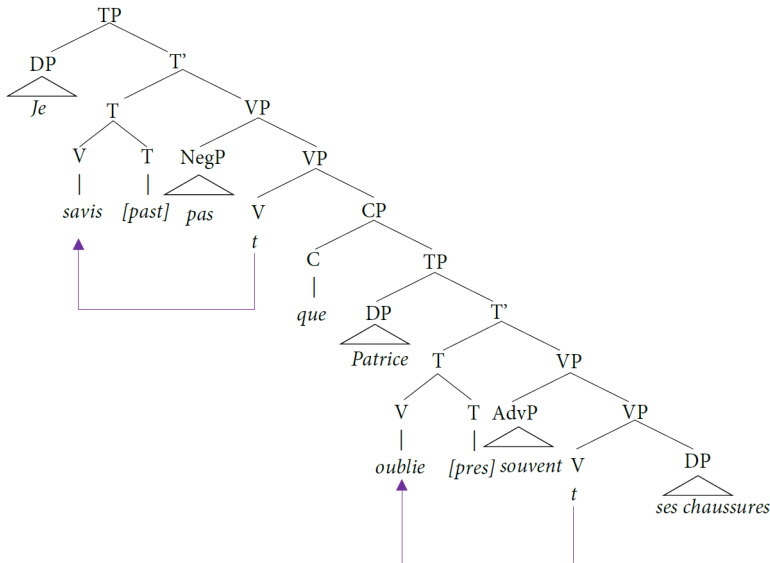 TP
DP T’
Je
T VP
V T NegP VP
savis [past] pas V CP
t
C TP
que DP T’
Patrice
T VP
V T AdvP VP
oublie [pres] souvent V DP
t
ses chaussures